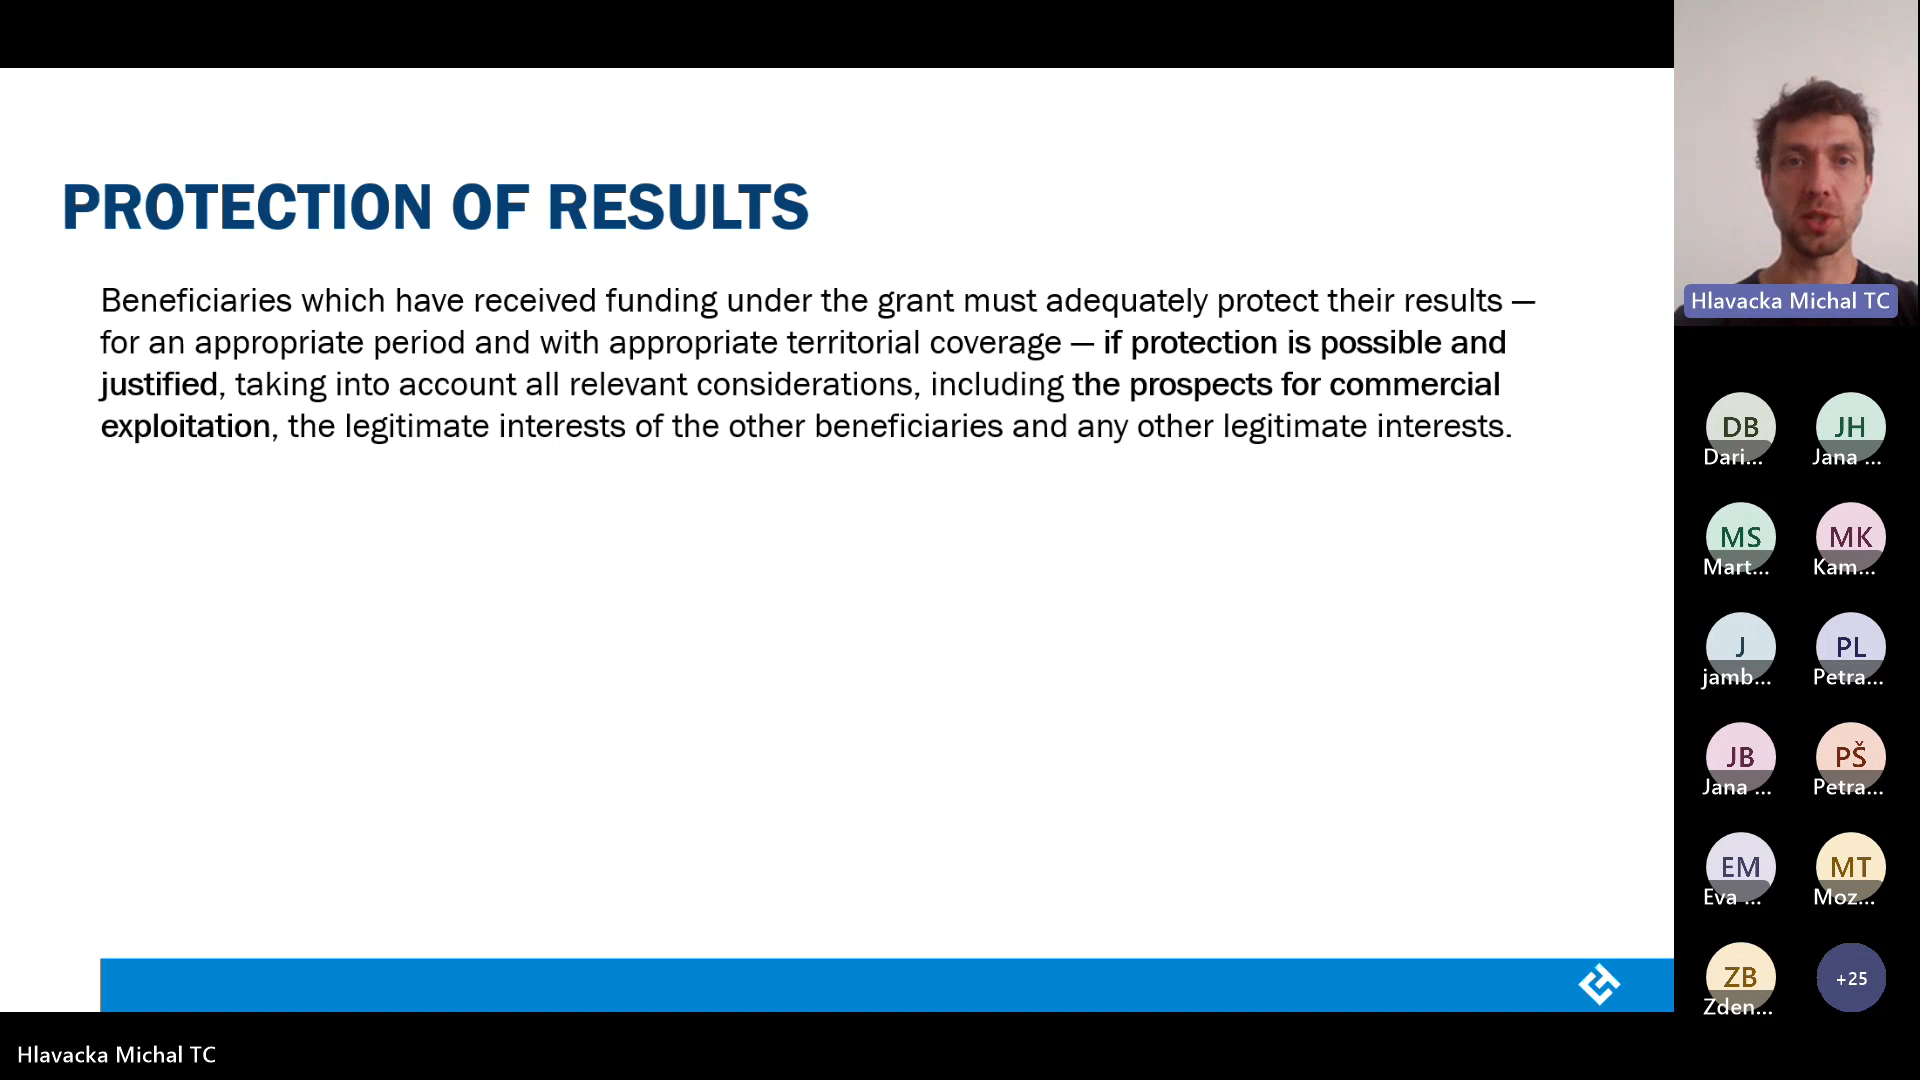 PROTECTION OF RESULTS
Beneficiaries which have received funding under the grant must adequately protect their results —
for an appropriate period and with appropriate territorial coverage — if protection is possible and
justified, taking into account all relevant considerations, including the prospects for commercial
exploitation, the legitimate interests of the other beneficiaries and any other legitimate interests.
Hlavacka Michal TC
DB
Dari...
JH
Jana ...
MS
Mart...
MK
Kam...
J
jamb...
PL
Petra...
JB
Jana ...
PŠ
Petra...
EM
Eva ...
MT
Moz...
ZB
Zden...
+25
Hlavacka Michal TC